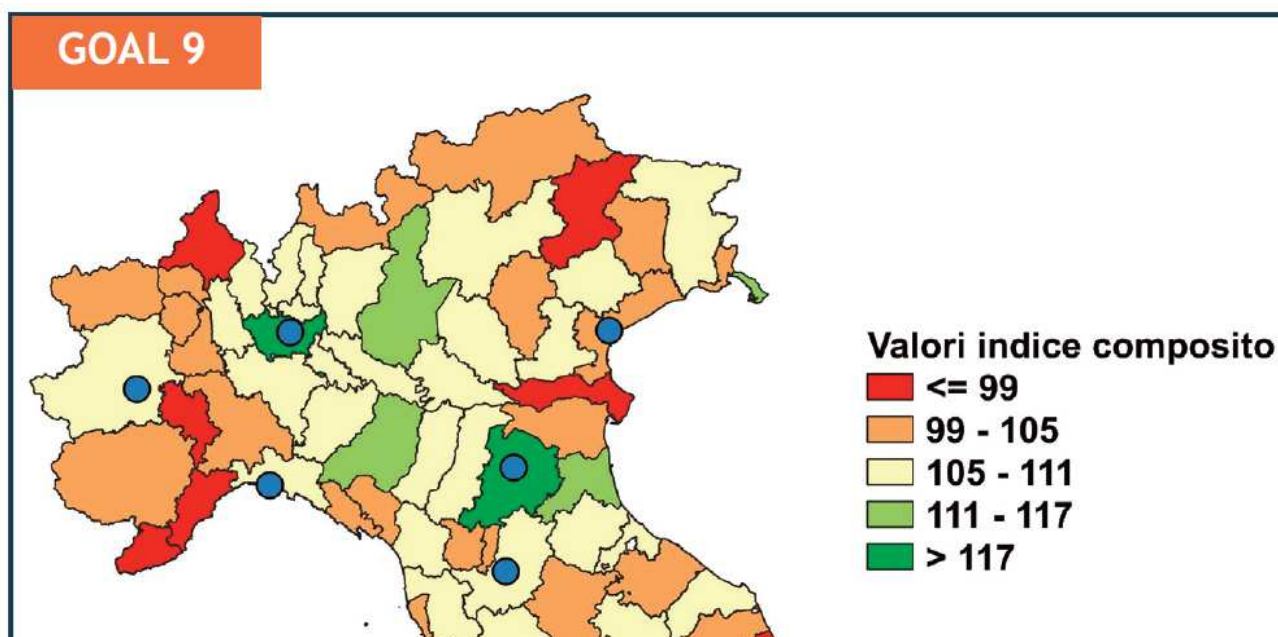 GOAL 9
Valori indice composito
<= 99
99 - 105
105 - 111
111 - 117
> 117